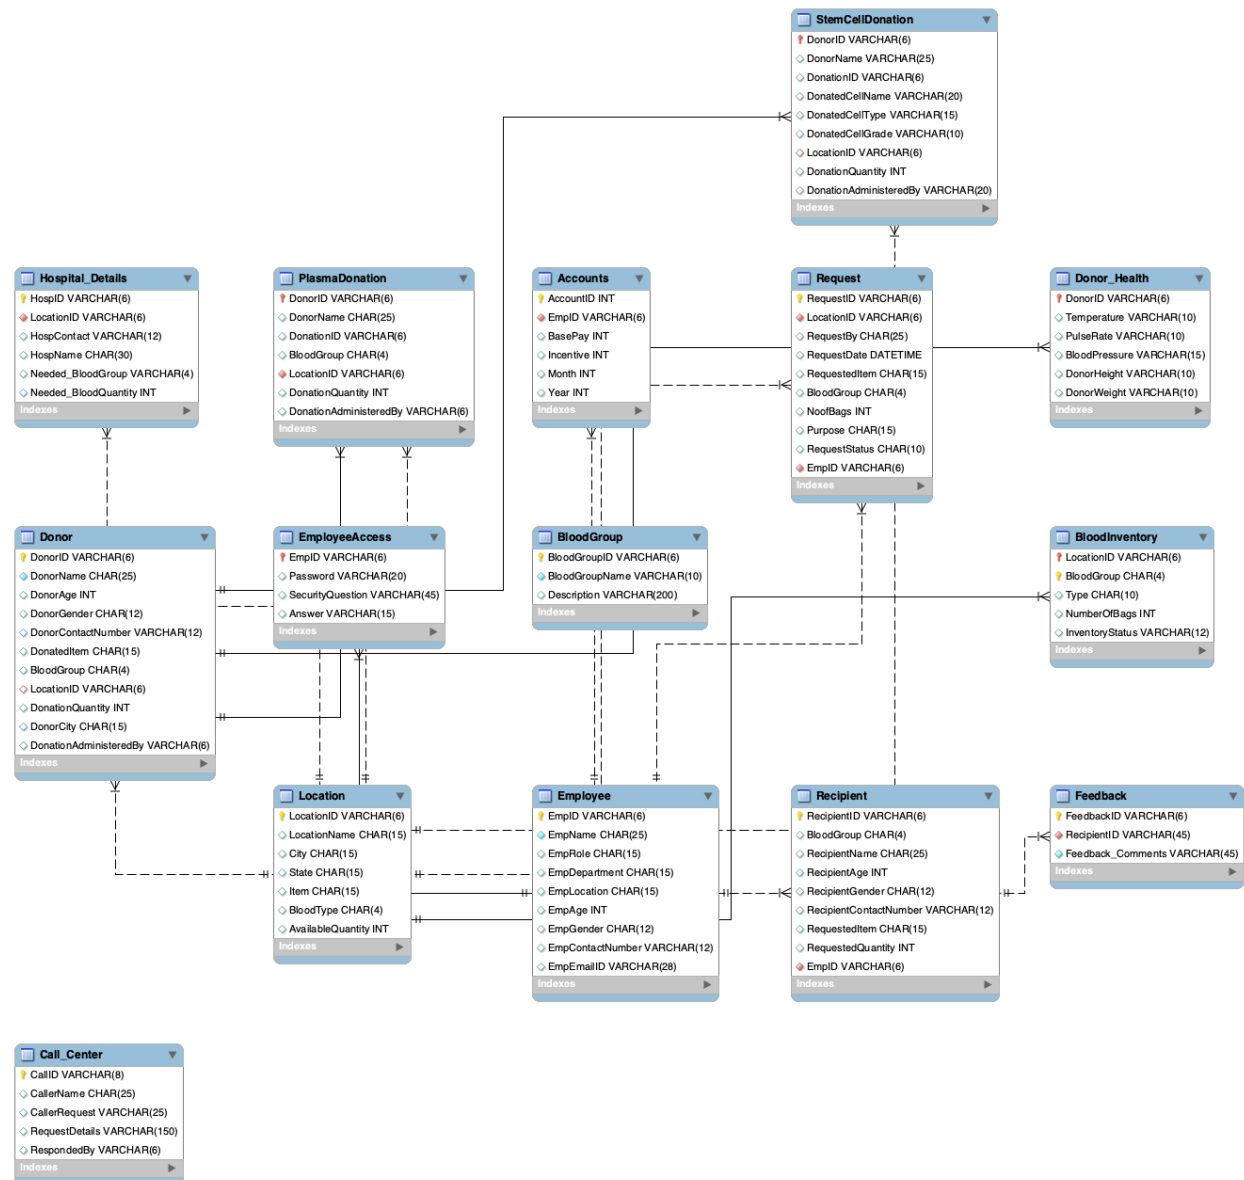 StemCellDonation
DonorID VARCHAR(6)
DonorName VARCHAR(25)
DonationID VARCHAR(6)
DonatedCellName VARCHAR(20)
DonatedCellType VARCHAR(15)
DonatedCellGrade VARCHAR(10)
LocationID VARCHAR(6)
DonationQuantity INT
DonationAdministeredBy VARCHAR(20)
Indexes
Hospital_Details
HospID VARCHAR(6)
LocationID VARCHAR(6)
HospContact VARCHAR(12)
HospName CHAR(30)
Needed_BloodGroup VARCHAR(4)
Needed_BloodQuantity INT
Indexes
PlasmaDonation
DonorID VARCHAR(6)
DonorName CHAR(25)
DonationID VARCHAR(6)
BloodGroup CHAR(4)
LocationID VARCHAR(6)
DonationQuantity INT
DonationAdministeredBy VARCHAR(6)
Indexes
Accounts
AccountID INT
EmpID VARCHAR(6)
BasePay INT
Incentive INT
Month INT
Year INT
Indexes
Request
RequestID VARCHAR(6)
LocationID VARCHAR(6)
RequestBy CHAR(25)
RequestDate DATETIME
RequestedItem CHAR(15)
BloodGroup CHAR(4)
NoofBags INT
Purpose CHAR(15)
RequestStatus CHAR(10)
EmpID VARCHAR(6)
Indexes
Donor_Health
DonorID VARCHAR(6)
Temperature VARCHAR(10)
PulseRate VARCHAR(10)
BloodPressure VARCHAR(15)
DonorHeight VARCHAR(10)
DonorWeight VARCHAR(10)
Indexes
Donor
DonorID VARCHAR(6)
DonorName CHAR(25)
DonorAge INT
DonorGender CHAR(12)
DonorContactNumber VARCHAR(12)
DonatedItem CHAR(15)
BloodGroup CHAR(4)
LocationID VARCHAR(6)
DonationQuantity INT
DonorCity CHAR(15)
DonationAdministeredBy VARCHAR(6)
Indexes
EmployeeAccess
EmpID VARCHAR(6)
Password VARCHAR(20)
SecurityQuestion VARCHAR(45)
Answer VARCHAR(15)
Indexes
BloodGroup
BloodGroupID VARCHAR(6)
BloodGroupName VARCHAR(10)
Description VARCHAR(200)
Indexes
BloodInventory
LocationID VARCHAR(6)
BloodGroup CHAR(4)
Type CHAR(10)
NumberOfBags INT
InventoryStatus VARCHAR(12)
Indexes
Location
LocationID VARCHAR(6)
LocationName CHAR(15)
City CHAR(15)
State CHAR(15)
Item CHAR(15)
BloodType CHAR(4)
AvailableQuantity INT
Indexes
Employee
EmpID VARCHAR(6)
EmpName CHAR(25)
EmpRole CHAR(15)
EmpDepartment CHAR(15)
EmpLocation CHAR(15)
EmpAge INT
EmpGender CHAR(12)
EmpContactNumber VARCHAR(12)
EmpEmailID VARCHAR(28)
Indexes
Recipient
RecipientID VARCHAR(6)
BloodGroup CHAR(4)
RecipientName CHAR(25)
RecipientAge INT
RecipientGender CHAR(12)
RecipientContactNumber VARCHAR(12)
RequestedItem CHAR(15)
RequestedQuantity INT
EmpID VARCHAR(6)
Indexes
Feedback
FeedbackID VARCHAR(6)
RecipientID VARCHAR(45)
Feedback_Comments VARCHAR(45)
Indexes
Call_Center
CallID VARCHAR(8)
CallerName CHAR(25)
CallerRequest VARCHAR(25)
RequestDetails VARCHAR(150)
RespondedBy VARCHAR(6)
Indexes